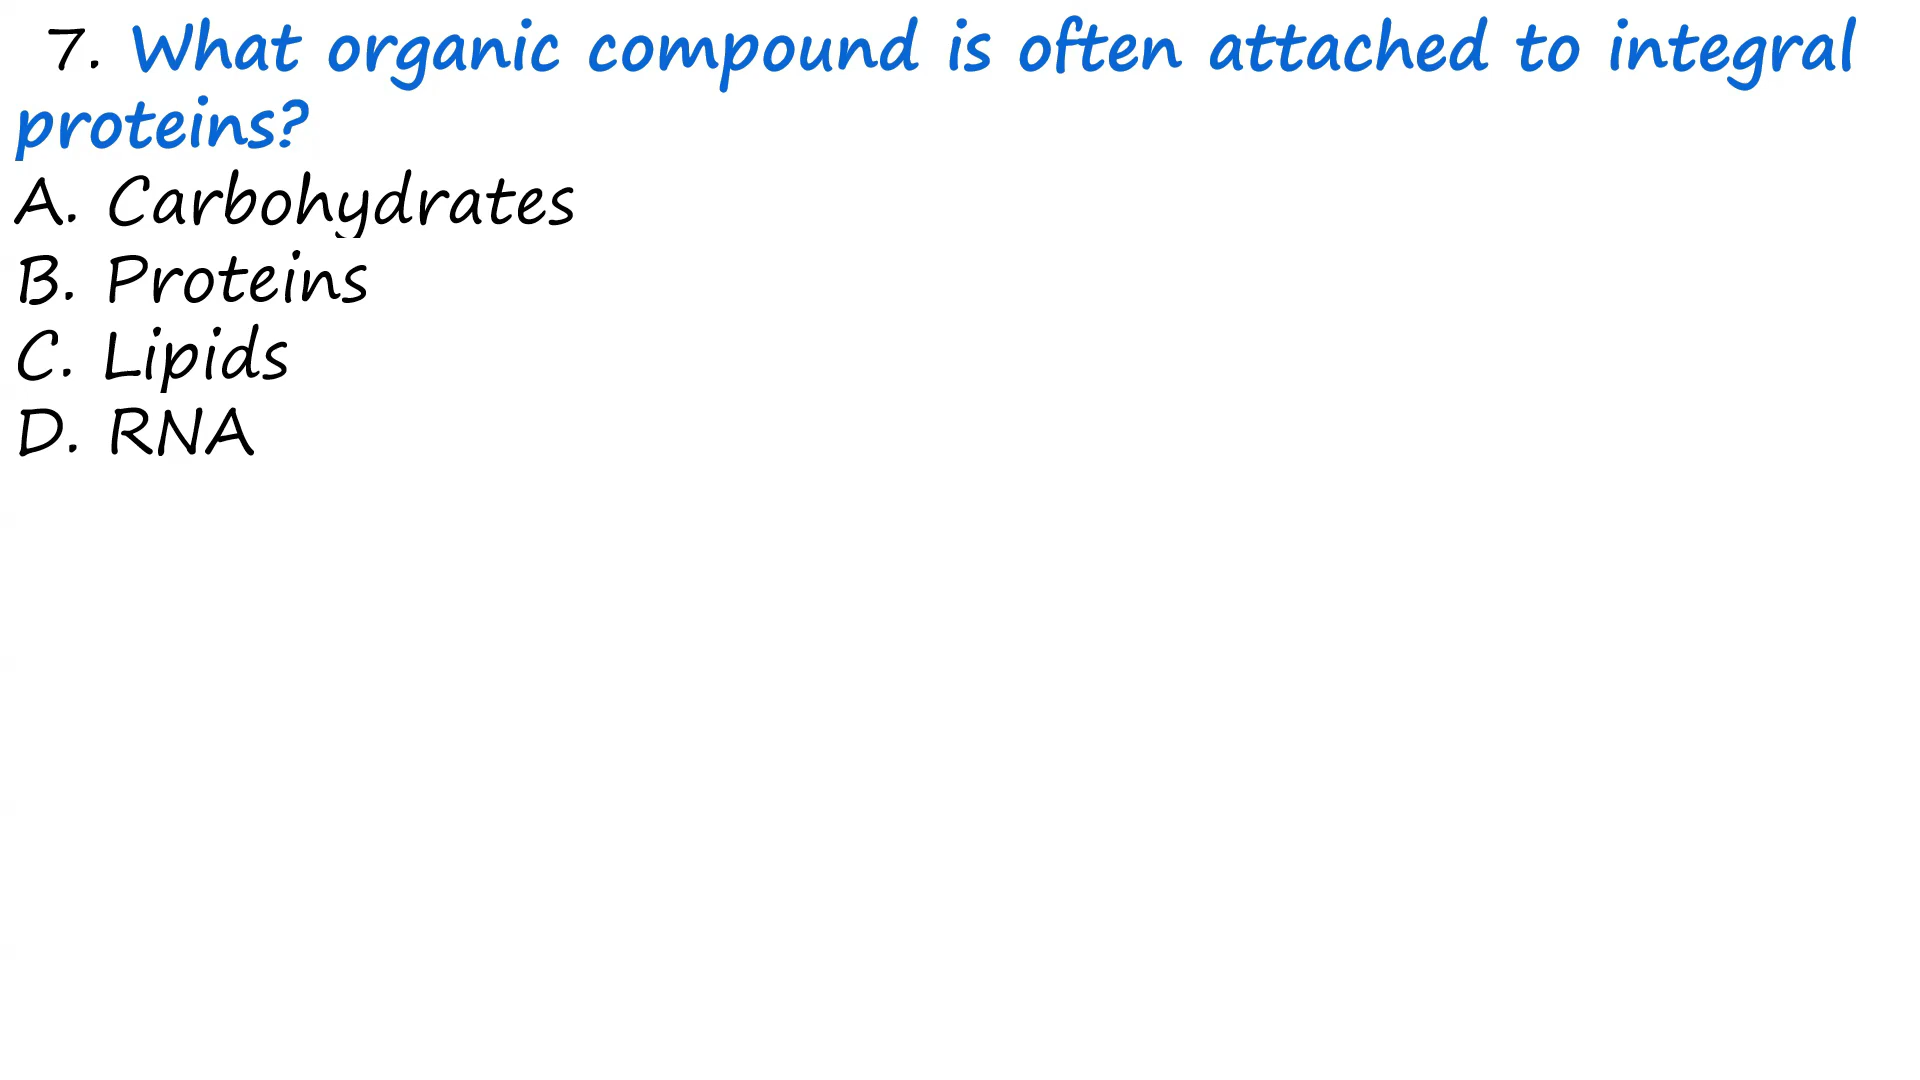 7. What organic compound is often attached to integral
proteins?
A. Carbohydrates
B. Proteins
C. Lipids
D. RNA